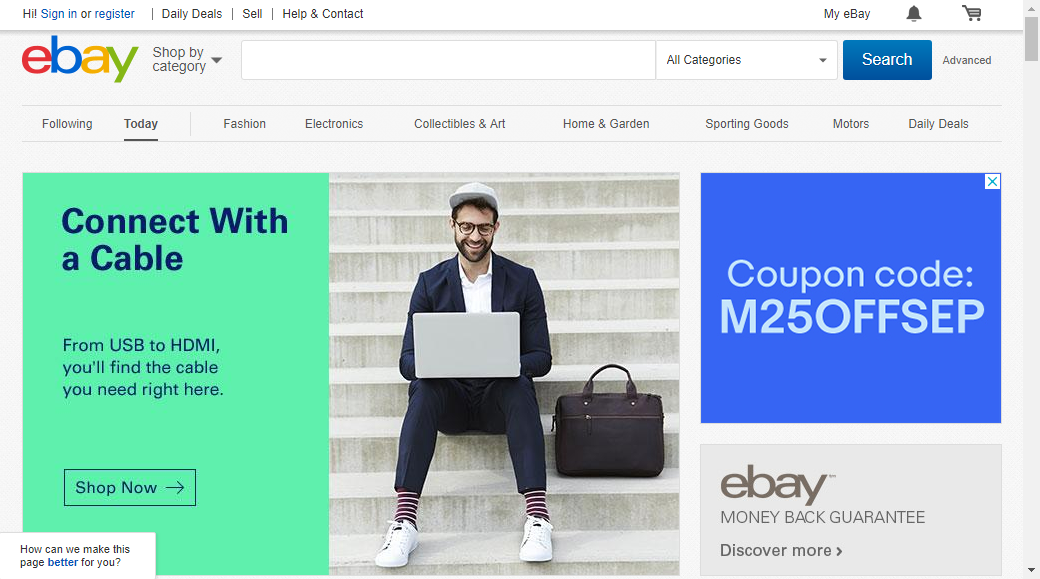 Hi! Sign in or register | Daily Deals | Sell | Help & Contact My eBay
ebay
Shop by
category
All Categories
Search
Advanced
Following Today Fashion Electronics Collectibles & Art Home & Garden Sporting Goods Motors Daily Deals
Connect With
a Cable
From USB to HDMI,
you'll find the cable
you need right here.
Shop Now →
Coupon code:
M25OFFSEP
ebay™
MONEY BACK GUARANTEE
Discover more ›
How can we make this
page better for you?